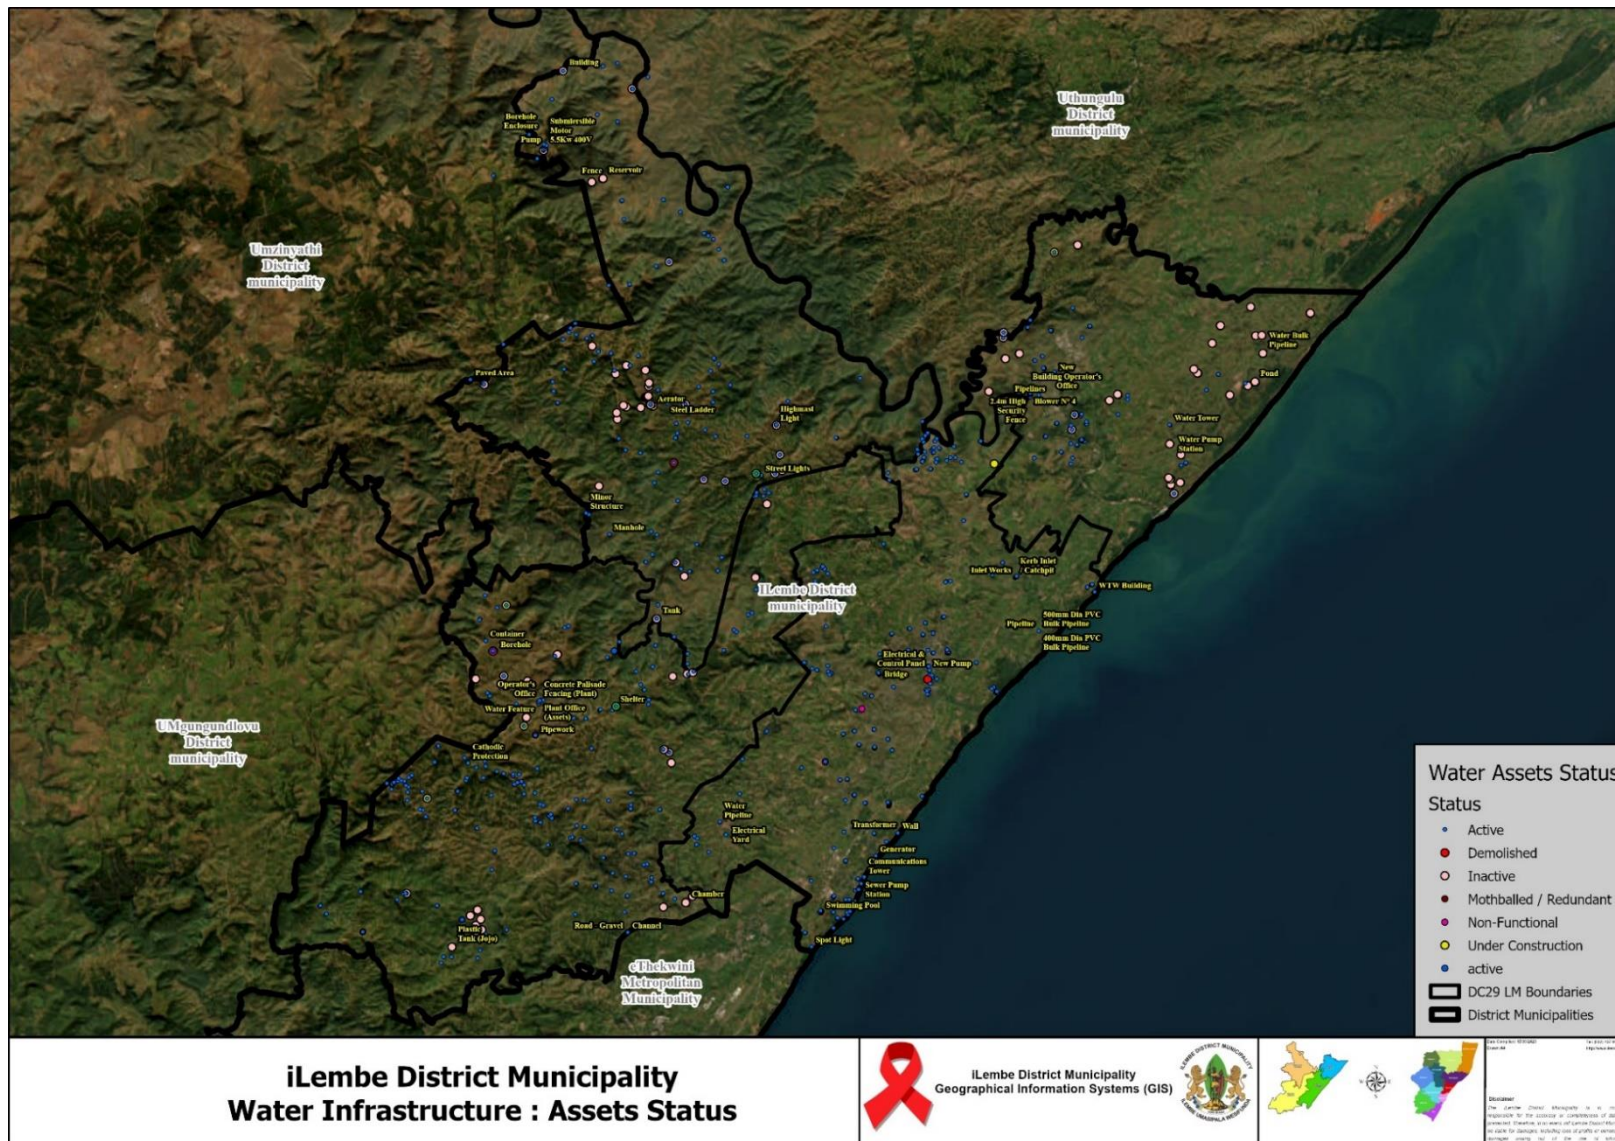 Building
Uthungulu
District
municipality
Borehole
Enclosure
Submersible
Motor
Pump
5.5Kw 400V
Fence
Reservoir
Umzinyathi
District
municipality
Water Bulk
Pipeline
Paved Area
New
Building Operator's
Office
Pond
Pipelines
Aerator
Steel Ladder
2.4m High
Security
Fence
Blower N° 4
Highmast
Light
Water Tower
Water Pump
Station
Street Lights
Minor
Structure
Manhole
Inlet Works
Kerb Inlet
/ Catchpit
WTW Building
ILembe District
municipality
Tank
500mm Dia PVC
Bulk Pipeline
Pipeline
400mm Dia PVC
Bulk Pipeline
Container
Borehole
Electrical &
Control Panel
New Pump
Bridge
Operator's
Office
Concrete Palisade
Fencing (Plant)
Shelter
Water Feature
Plant Office
(Assets)
Pipework
UMgungundlovu
District
municipality
Cathodic
Protection
Water
Pipeline
Electrical
Yard
Transformer
Wall
Generator
Communications
Tower
Sewer Pump
Station
Chamber
Swimming Pool
Plastic
Tank (Jojo)
Road - Gravel
Channel
Spot Light
eThekwini
Metropolitan
Municipality
Water Assets Status
Status
Active
Demolished
Inactive
Mothballed / Redundant
Non-Functional
Under Construction
active
DC29 LM Boundaries
District Municipalities
iLembe District Municipality
Water Infrastructure : Assets Status
iLembe District Municipality
Geographical Information Systems (GIS)
ILEMBE DISTRICT MUNICIPALITY
ILEMBE UMASIPALA WESIFUNDA
Disclaimer